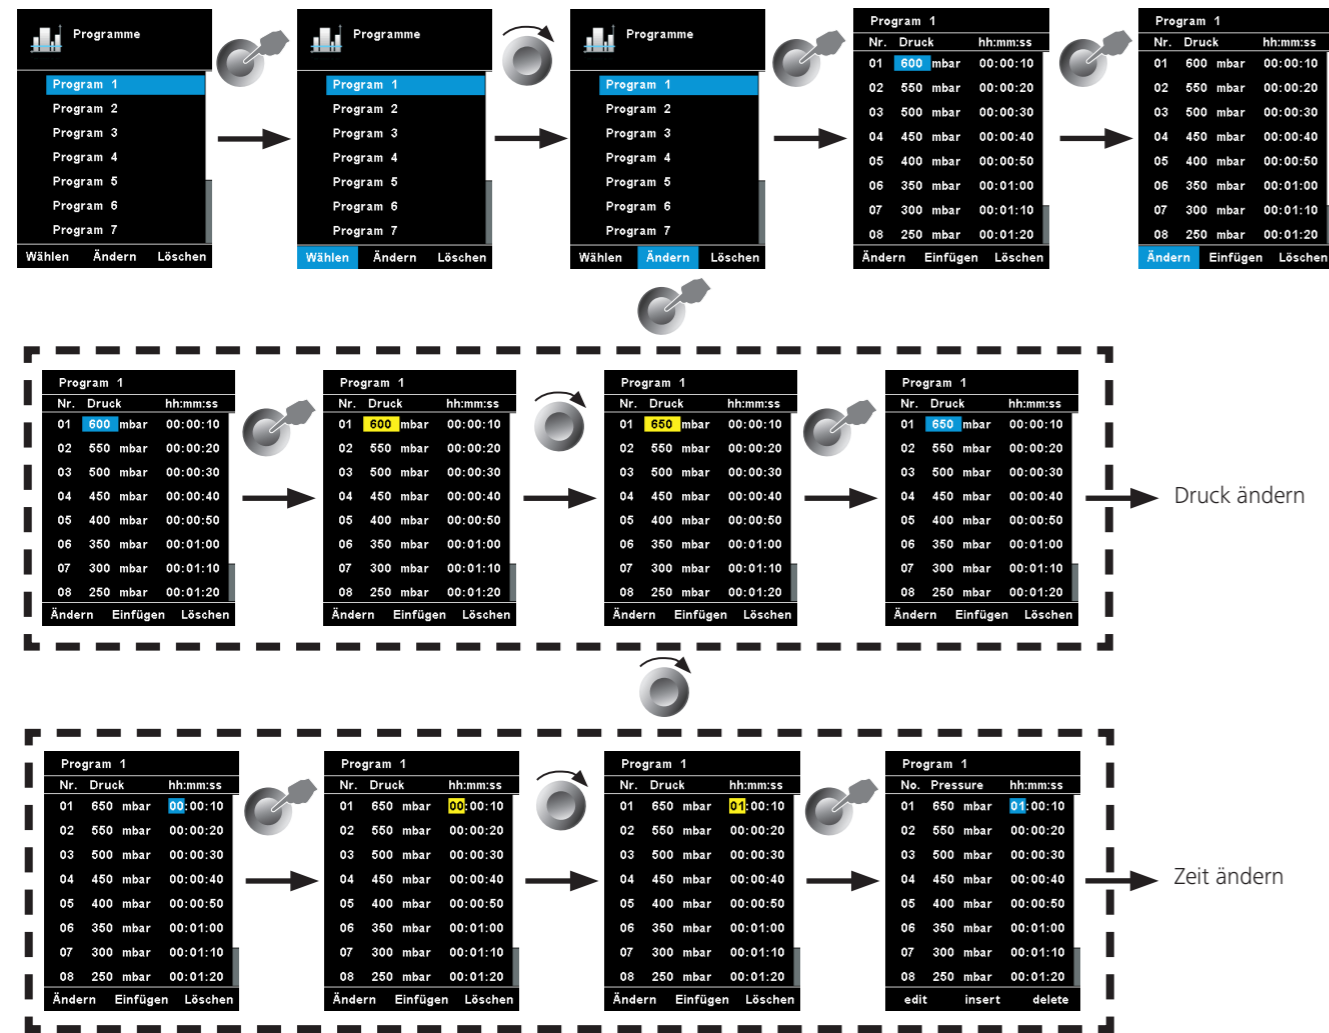 Programme
Program 1
Program 2
Program 3
Program 4
Program 5
Program 6
Program 7
Wählen Ändern Löschen
Programme
Program 1
Program 2
Program 3
Program 4
Program 5
Program 6
Program 7
Wählen Ändern Löschen
Programme
Program 1
Program 2
Program 3
Program 4
Program 5
Program 6
Program 7
Wählen Ändern Löschen
Program 1
Nr. Druck hh:mm:ss
01 600 mbar 00:00:10
02 550 mbar 00:00:20
03 500 mbar 00:00:30
04 450 mbar 00:00:40
05 400 mbar 00:00:50
06 350 mbar 00:01:00
07 300 mbar 00:01:10
08 250 mbar 00:01:20
Ändern Einfügen Löschen
Program 1
Nr. Druck hh:mm:ss
01 600 mbar 00:00:10
02 550 mbar 00:00:20
03 500 mbar 00:00:30
04 450 mbar 00:00:40
05 400 mbar 00:00:50
06 350 mbar 00:01:00
07 300 mbar 00:01:10
08 250 mbar 00:01:20
Ändern Einfügen Löschen
Program 1
Nr. Druck hh:mm:ss
01 600 mbar 00:00:10
02 550 mbar 00:00:20
03 500 mbar 00:00:30
04 450 mbar 00:00:40
05 400 mbar 00:00:50
06 350 mbar 00:01:00
07 300 mbar 00:01:10
08 250 mbar 00:01:20
Ändern Einfügen Löschen
Program 1
Nr. Druck hh:mm:ss
01 600 mbar 00:00:10
02 550 mbar 00:00:20
03 500 mbar 00:00:30
04 450 mbar 00:00:40
05 400 mbar 00:00:50
06 350 mbar 00:01:00
07 300 mbar 00:01:10
08 250 mbar 00:01:20
Ändern Einfügen Löschen
Program 1
Nr. Druck hh:mm:ss
01 650 mbar 00:00:10
02 550 mbar 00:00:20
03 500 mbar 00:00:30
04 450 mbar 00:00:40
05 400 mbar 00:00:50
06 350 mbar 00:01:00
07 300 mbar 00:01:10
08 250 mbar 00:01:20
Ändern Einfügen Löschen
Program 1
Nr. Druck hh:mm:ss
01 650 mbar 00:00:10
02 550 mbar 00:00:20
03 500 mbar 00:00:30
04 450 mbar 00:00:40
05 400 mbar 00:00:50
06 350 mbar 00:01:00
07 300 mbar 00:01:10
08 250 mbar 00:01:20
Ändern Einfügen Löschen
Druck ändern
Program 1
Nr. Druck hh:mm:ss
01 650 mbar 00:00:10
02 550 mbar 00:00:20
03 500 mbar 00:00:30
04 450 mbar 00:00:40
05 400 mbar 00:00:50
06 350 mbar 00:01:00
07 300 mbar 00:01:10
08 250 mbar 00:01:20
Ändern Einfügen Löschen
Program 1
Nr. Druck hh:mm:ss
01 650 mbar 00:00:10
02 550 mbar 00:00:20
03 500 mbar 00:00:30
04 450 mbar 00:00:40
05 400 mbar 00:00:50
06 350 mbar 00:01:00
07 300 mbar 00:01:10
08 250 mbar 00:01:20
Ändern Einfügen Löschen
Program 1
Nr. Druck hh:mm:ss
01 650 mbar 01:00:10
02 550 mbar 00:00:20
03 500 mbar 00:00:30
04 450 mbar 00:00:40
05 400 mbar 00:00:50
06 350 mbar 00:01:00
07 300 mbar 00:01:10
08 250 mbar 00:01:20
Ändern Einfügen Löschen
Program 1
No. Pressure hh:mm:ss
01 650 mbar 01:00:10
02 550 mbar 00:00:20
03 500 mbar 00:00:30
04 450 mbar 00:00:40
05 400 mbar 00:00:50
06 350 mbar 00:01:00
07 300 mbar 00:01:10
08 250 mbar 00:01:20
edit insert delete
Zeit ändern